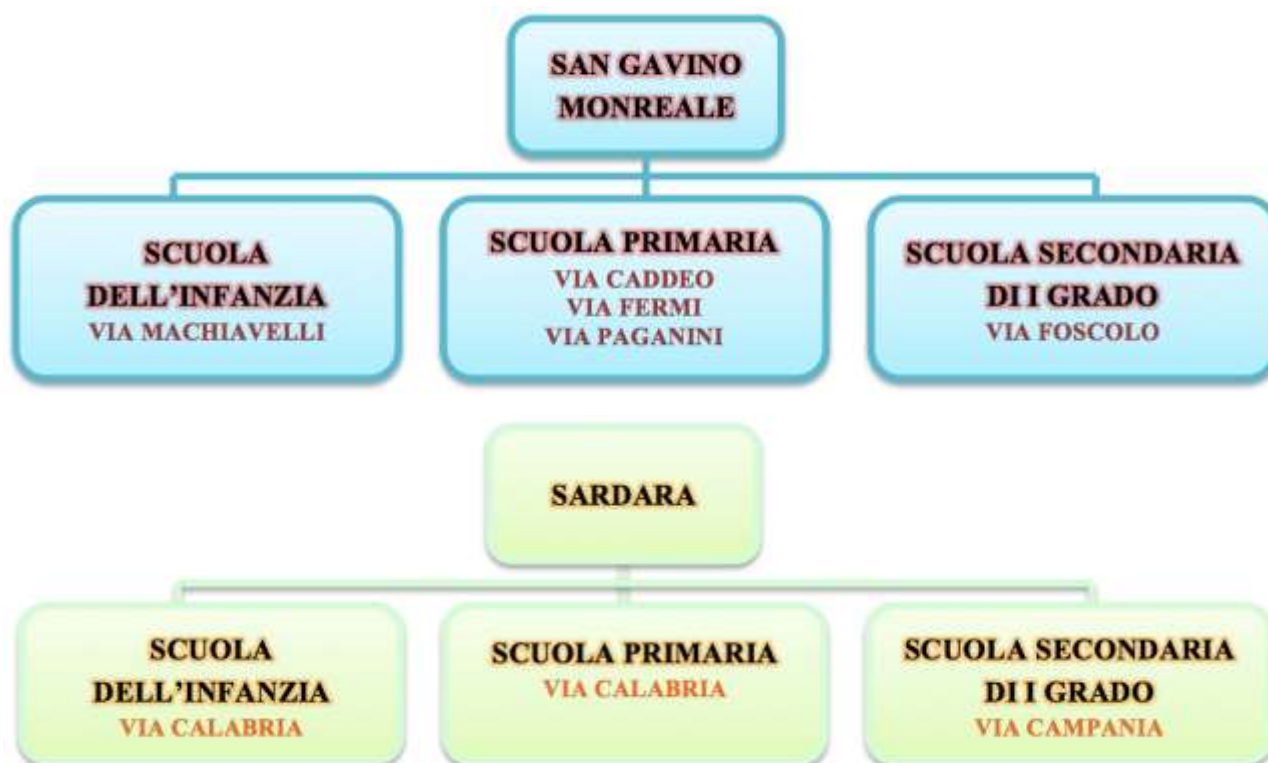 SAN GAVINO
MONREALE
SCUOLA
DELL'INFANZIA
VIA MACHIAVELLI
SCUOLA PRIMARIA
VIA CADDEO
VIA FERMI
VIA PAGANINI
SCUOLA SECONDARIA
DI I GRADO
VIA FOSCOLO
SARDARA
SCUOLA
DELL'INFANZIA
VIA CALABRIA
SCUOLA PRIMARIA
VIA CALABRIA
SCUOLA SECONDARIA
DI I GRADO
VIA CAMPANIA